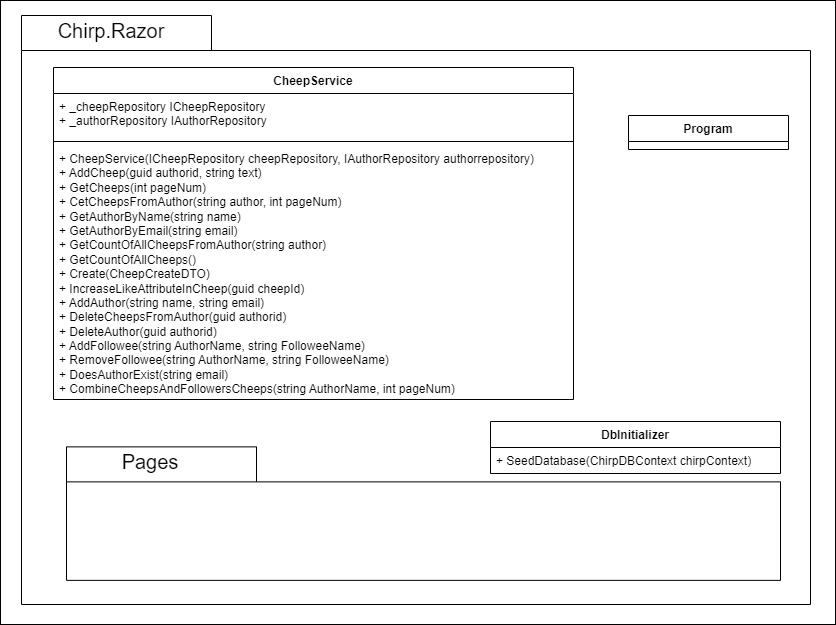 Chirp.Razor
CheepService
+ _cheepRepository ICheepRepository
+ _authorRepository IAuthorRepository
Program
+ CheepService(ICheepRepository cheepRepository, IAuthorRepository authorrepository)
+ AddCheep(guid authorid, string text)
+ GetCheeps(int pageNum)
+ CetCheepsFromAuthor(string author, int pageNum)
+ GetAuthorByName(string name)
+ GetAuthorByEmail(string email)
+ GetCountOfAllCheepsFromAuthor(string author)
+ GetCountOfAllCheeps()
+ Create(CheepCreateDTO)
+ IncreaseLikeAttributeInCheep(guid cheepId)
+ AddAuthor(string name, string email)
+ DeleteCheepsFromAuthor(guid authorid)
+ DeleteAuthor(guid authorid)
+ AddFollowee(string AuthorName, string FolloweeName)
+ RemoveFollowee(string AuthorName, string FolloweeName)
+ DoesAuthorExist(string email)
+ CombineCheepsAndFollowersCheeps(string AuthorName, int pageNum)
DbInitializer
+ SeedDatabase(ChirpDBContext chirpContext)
Pages